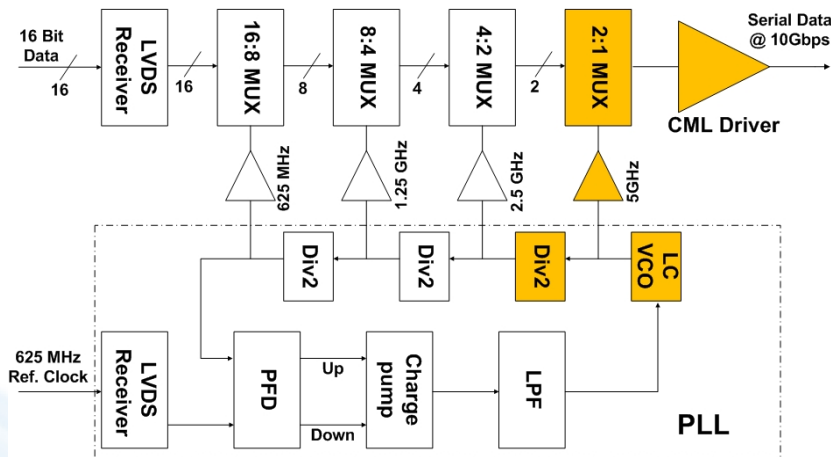 16 Bit
Data
16
LVDS
Receiver
16
16:8 MUX
8
8:4 MUX
4
4:2 MUX
2
2:1 MUX
CML Driver
Serial Data
@ 10Gbps
625 MHz
1.25 GHz
2.5 GHz
5GHz
Div2
Div2
Div2
LC
VCO
625 MHz
Ref. Clock
LVDS
Receiver
PFD
Up
Down
Charge
pump
LPF
PLL